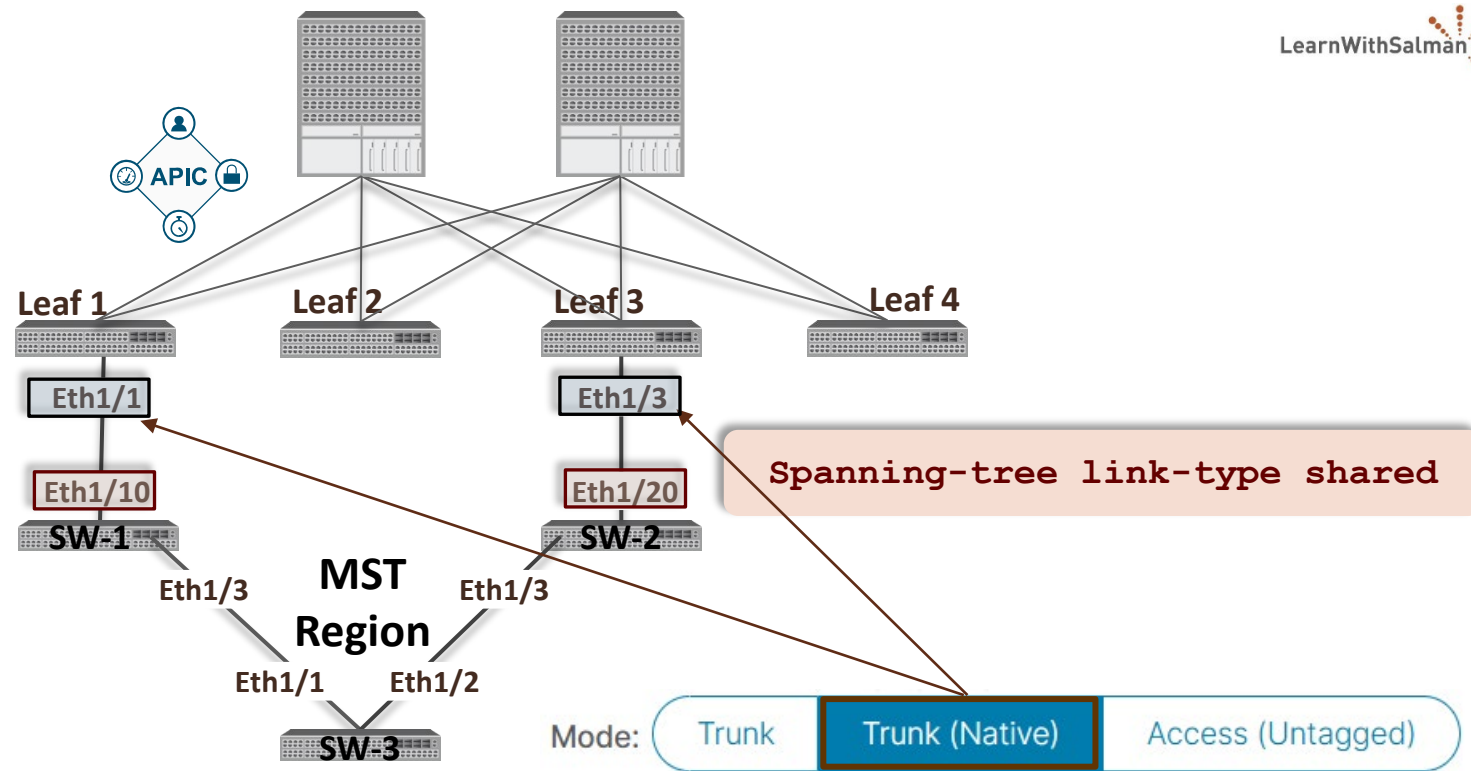 LearnWithSalman
APIC
Leaf 1
Leaf 2
Leaf 3
Leaf 4
Eth1/1
Eth1/3
Spanning-tree link-type shared
Eth1/10
Eth1/20
SW-1
SW-2
MST
Region
Eth1/3
Eth1/3
Eth1/1
Eth1/2
SW-3
Mode:
Trunk
Trunk (Native)
Access (Untagged)